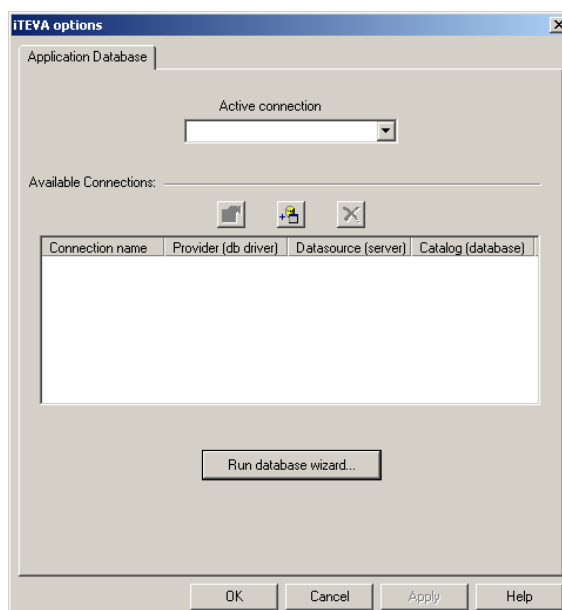 iTEVA options
Application Database
Active connection
Available Connections:
Connection name Provider (db driver) Datasource (server) Catalog (database)
Run database wizard...
OK Cancel Apply Help